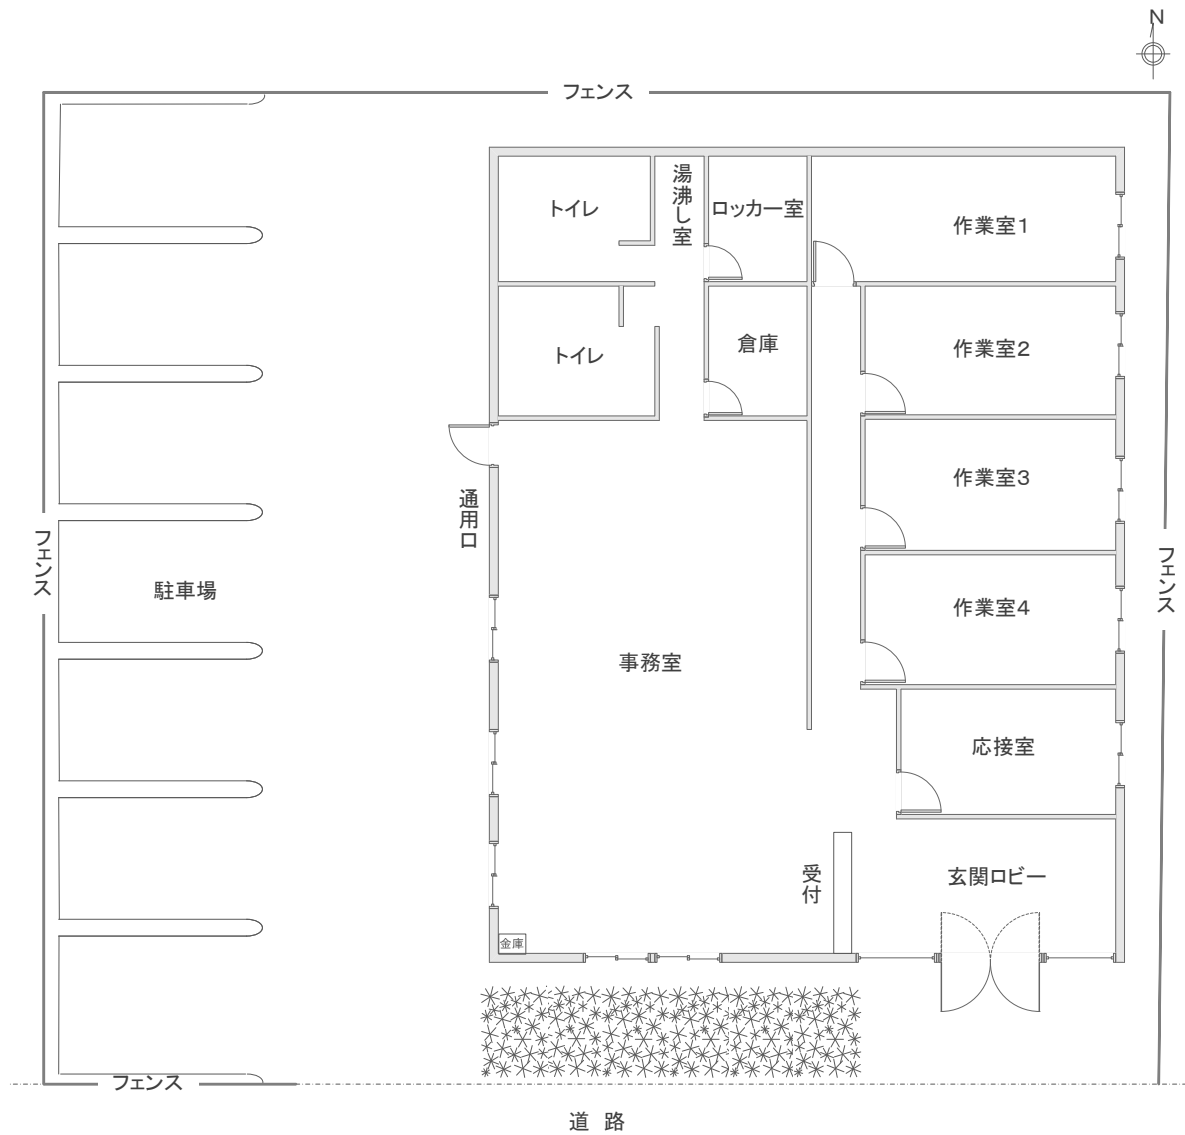 N
フェンス
湯沸し室
トイレ
ロッカー室
作業室1
倉庫
作業室2
トイレ
作業室3
通用口
フェンス
フェンス
駐車場
作業室4
事務室
応接室
受付
玄関ロビー
金庫
フェンス
道 路